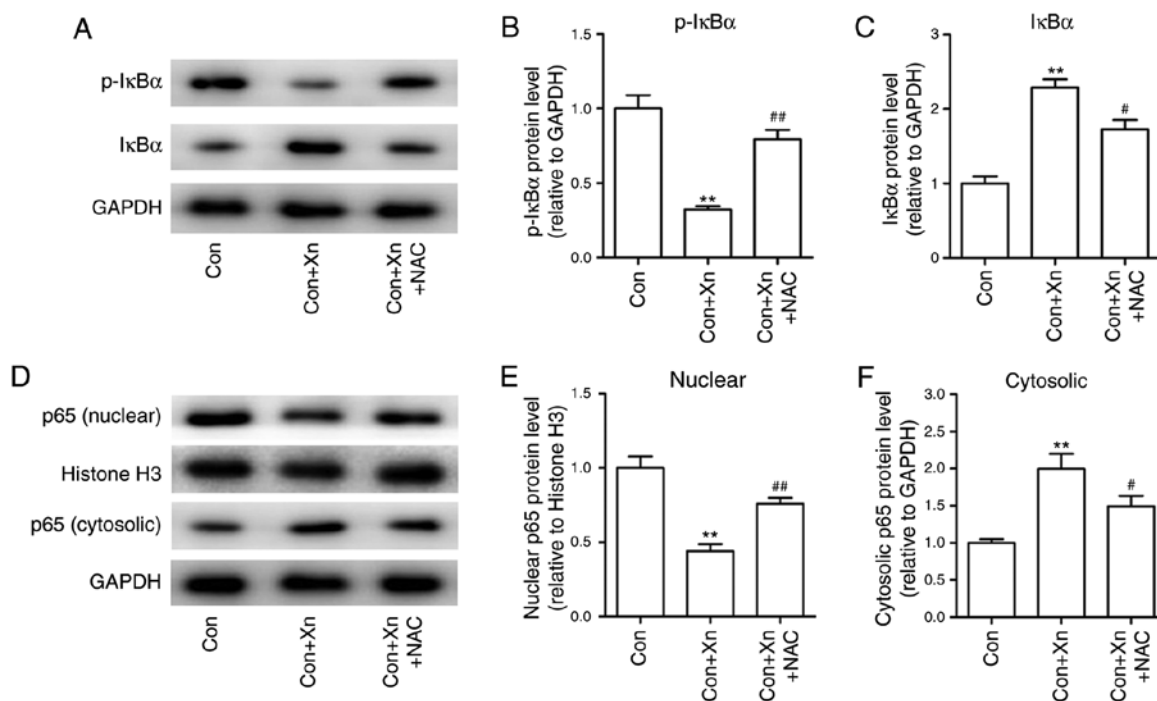 A
p-IκBα
IκBα
GAPDH
Con
Con+Xn
Con+Xn
+NAC
B
p-IκBα
p-IκBα protein level
(relative to GAPDH)
1.5
1.0
0.5
0.0
**
##
Con
Con+Xn
Con+Xn
+NAC
C
IκBα
IκBα protein level
(relative to GAPDH)
3
2
1
0
**
#
Con
Con+Xn
Con+Xn
+NAC
D
p65 (nuclear)
Histone H3
p65 (cytosolic)
GAPDH
Con
Con+Xn
Con+Xn
+NAC
E
Nuclear
Nuclear p65 protein level
(relative to Histone H3)
1.5
1.0
0.5
0.0
**
##
Con
Con+Xn
Con+Xn
+NAC
F
Cytosolic
Cytosolic p65 protein level
(relative to GAPDH)
3.0
2.5
2.0
1.5
1.0
0.5
0.0
**
#
Con
Con+Xn
Con+Xn
+NAC